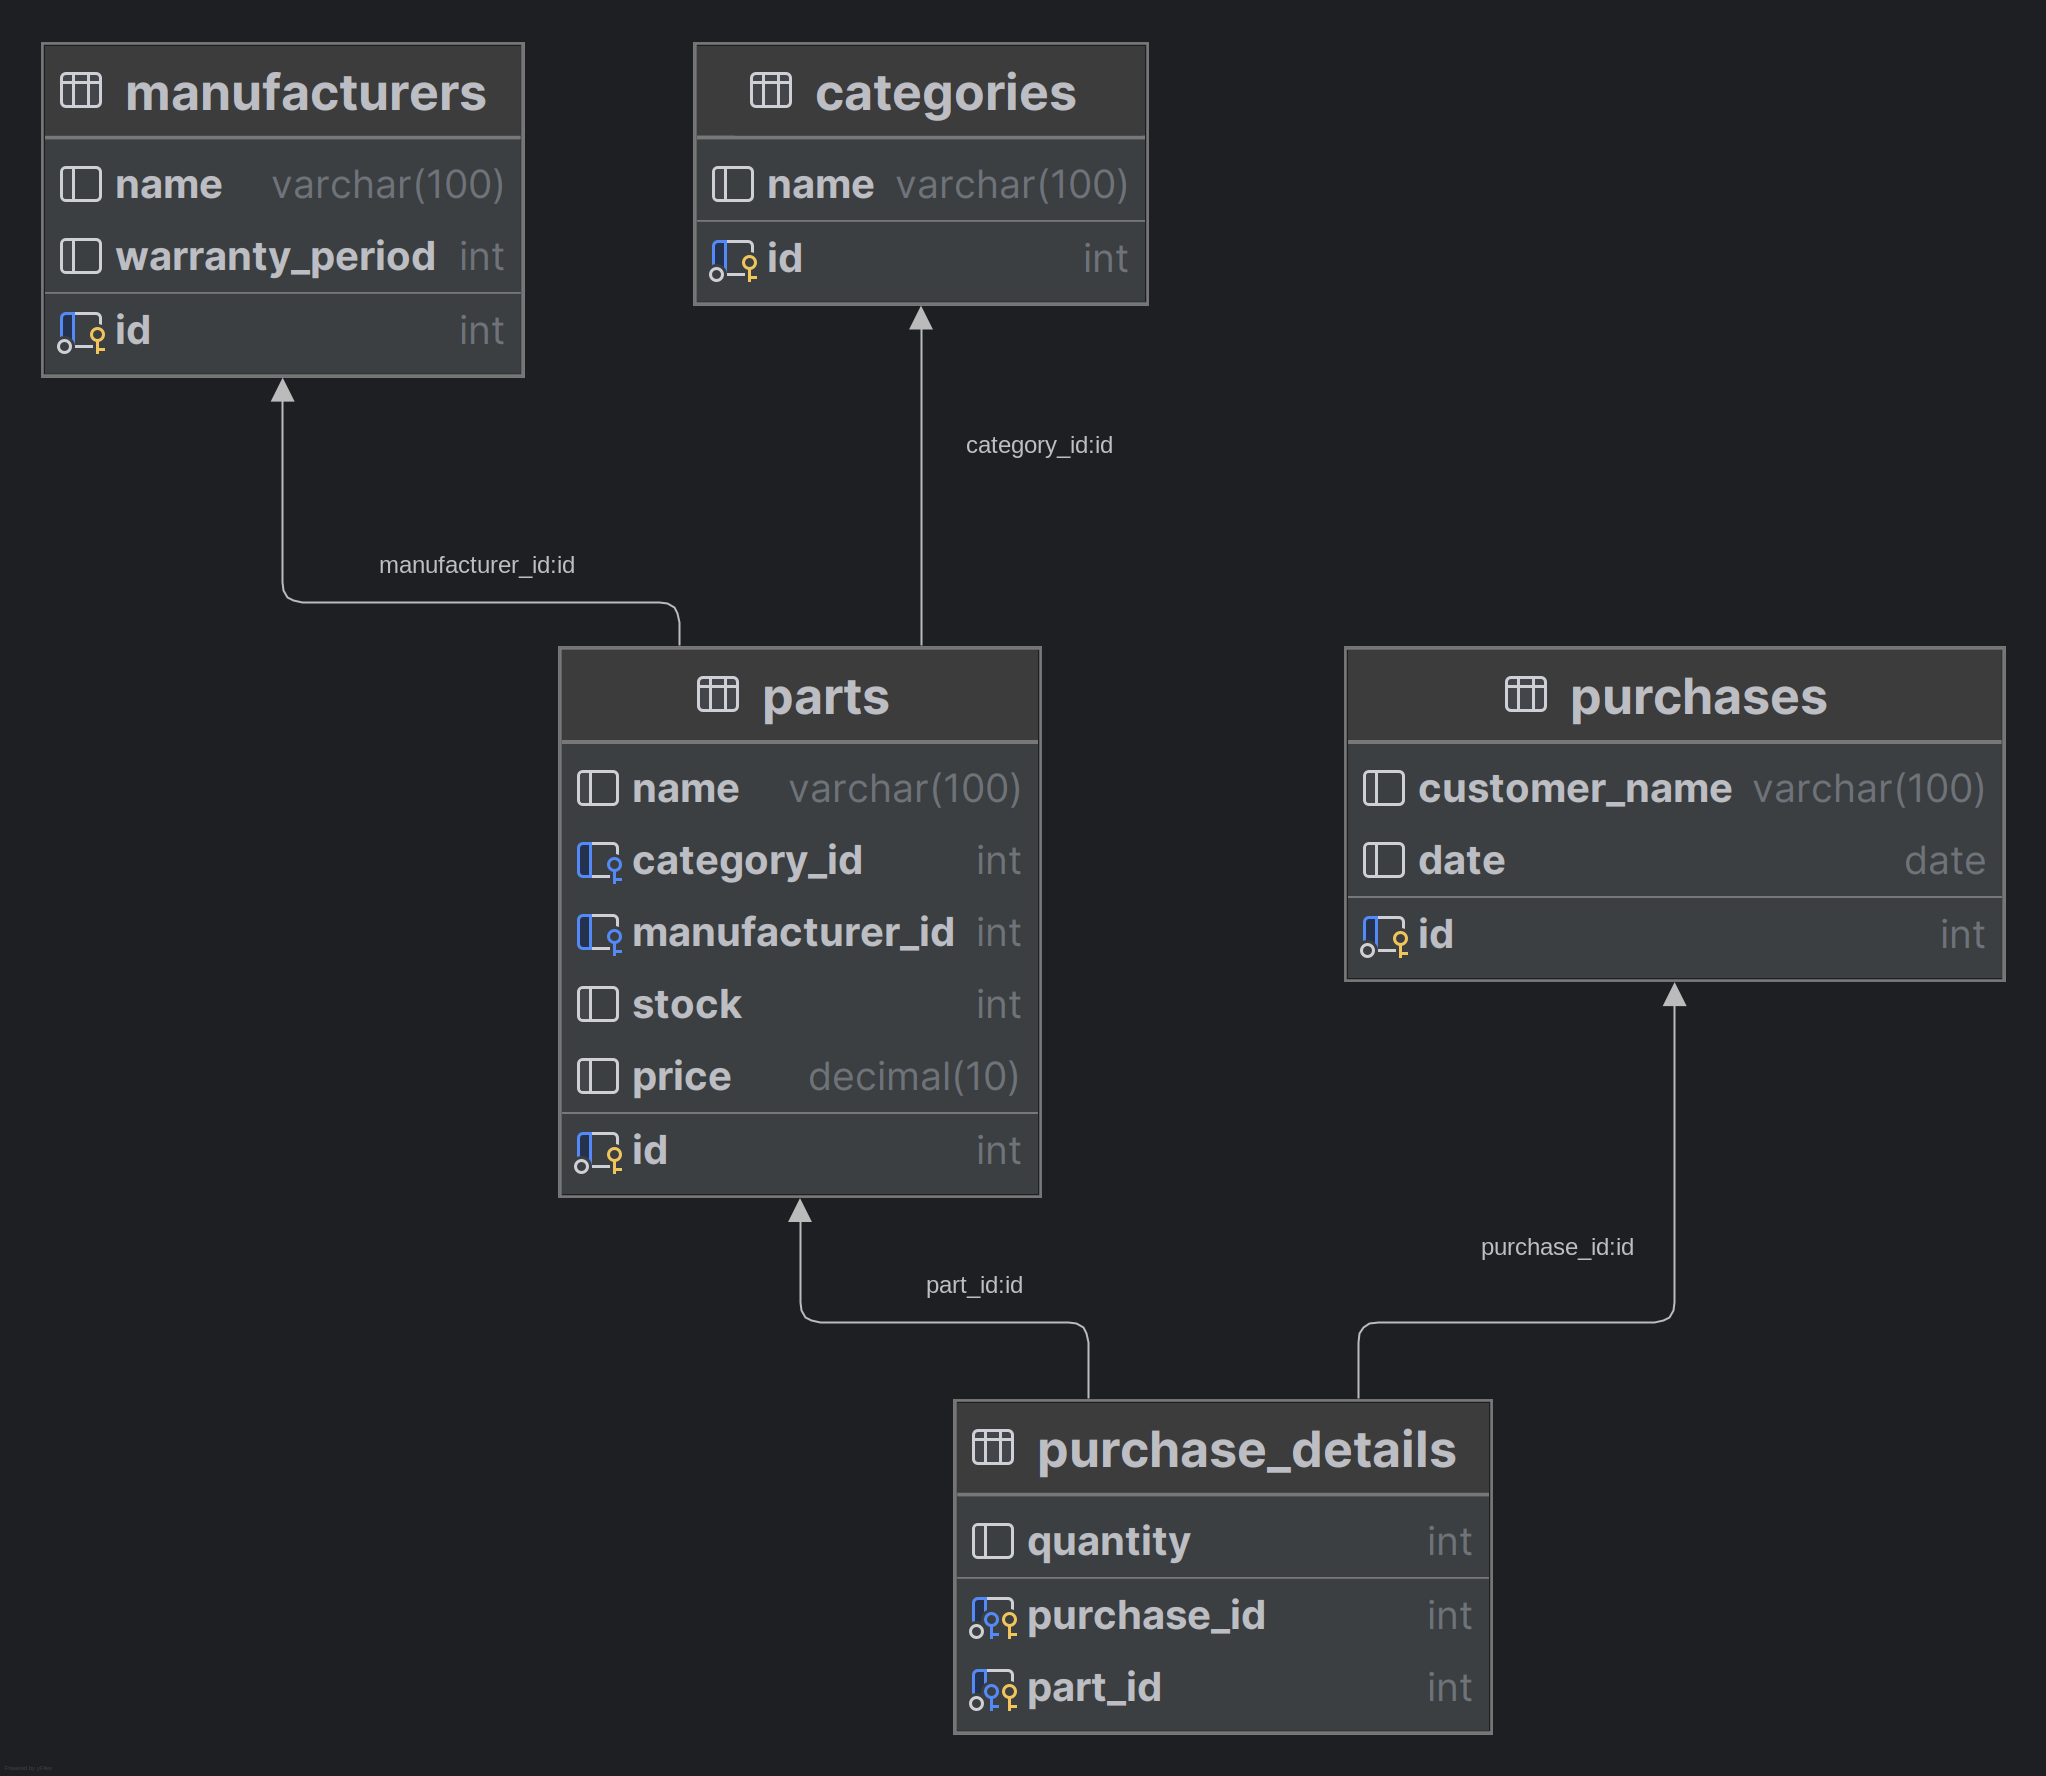 manufacturers
name varchar(100)
warranty_period int
id int
categories
name varchar(100)
id int
category_id:id
manufacturer_id:id
parts
name varchar(100)
category_id int
manufacturer_id int
stock int
price decimal(10)
id int
purchases
customer_name varchar(100)
date date
id int
purchase_id:id
part_id:id
purchase_details
quantity int
purchase_id int
part_id int